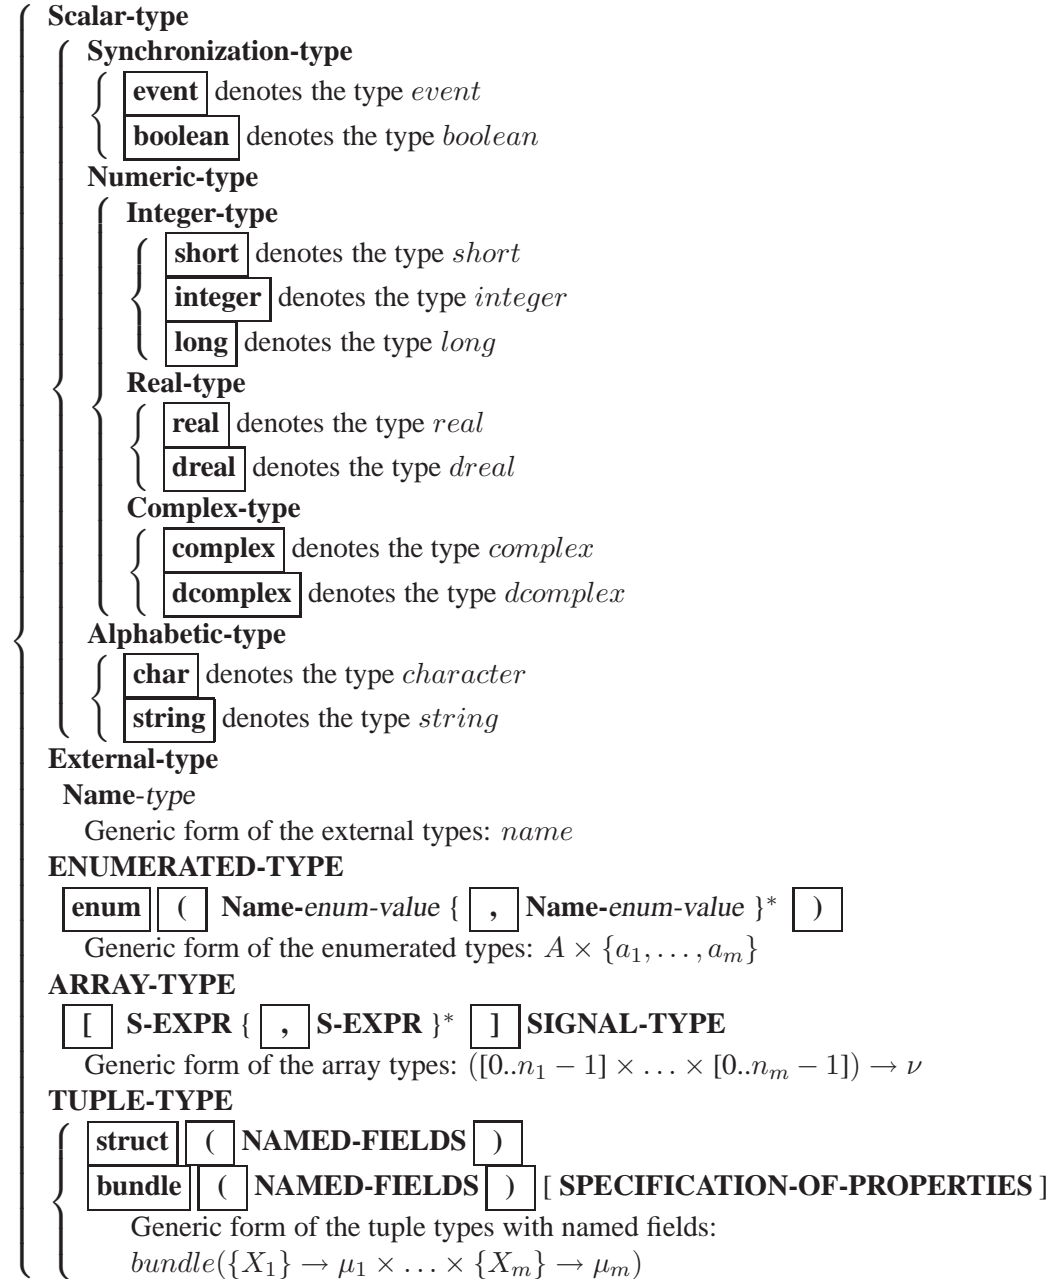 Scalar-type
Synchronization-type
event denotes the type event
boolean denotes the type boolean
Numeric-type
Integer-type
short denotes the type short
integer denotes the type integer
long denotes the type long
Real-type
real denotes the type real
dreal denotes the type dreal
Complex-type
complex denotes the type complex
dcomplex denotes the type dcomplex
Alphabetic-type
char denotes the type character
string denotes the type string
External-type
Name-type
Generic form of the external types: name
ENUMERATED-TYPE
enum ( Name-enum-value { , Name-enum-value }* )
Generic form of the enumerated types: A × {a₁, . . . , aₘ}
ARRAY-TYPE
[ S-EXPR { , S-EXPR }* ] SIGNAL-TYPE
Generic form of the array types: ([0..n₁ − 1] × . . . × [0..nₘ − 1]) → ν
TUPLE-TYPE
struct ( NAMED-FIELDS )
bundle ( NAMED-FIELDS ) [ SPECIFICATION-OF-PROPERTIES ]
Generic form of the tuple types with named fields:
bundle({X₁} → μ₁ × . . . × {Xₘ} → μₘ)